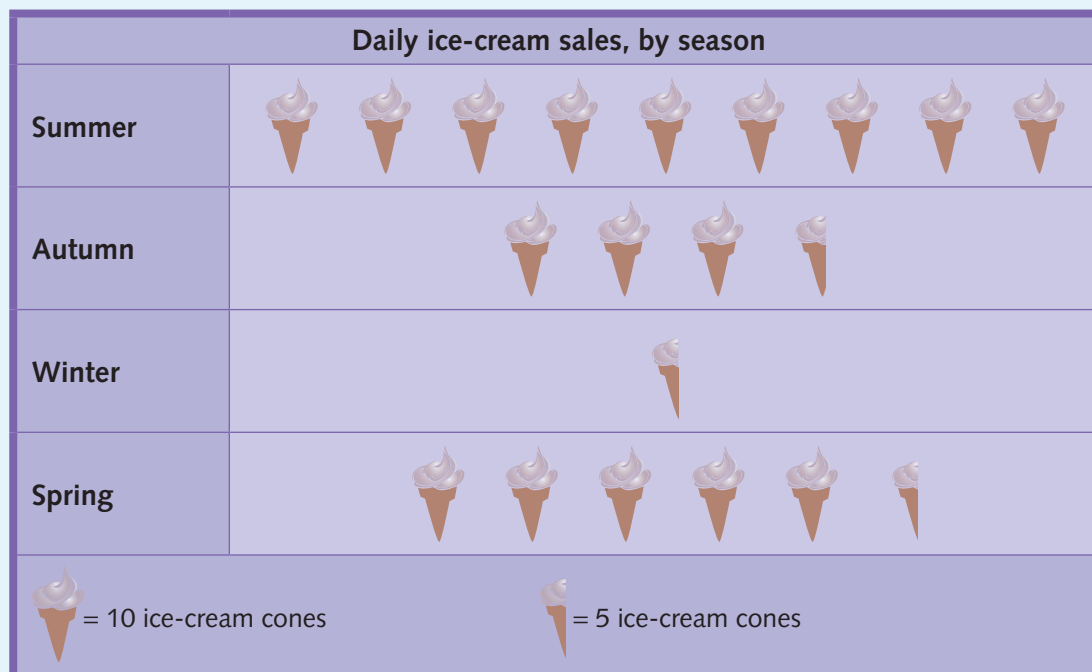 Daily ice-cream sales, by season
Summer
Autumn
Winter
Spring
= 10 ice-cream cones
= 5 ice-cream cones